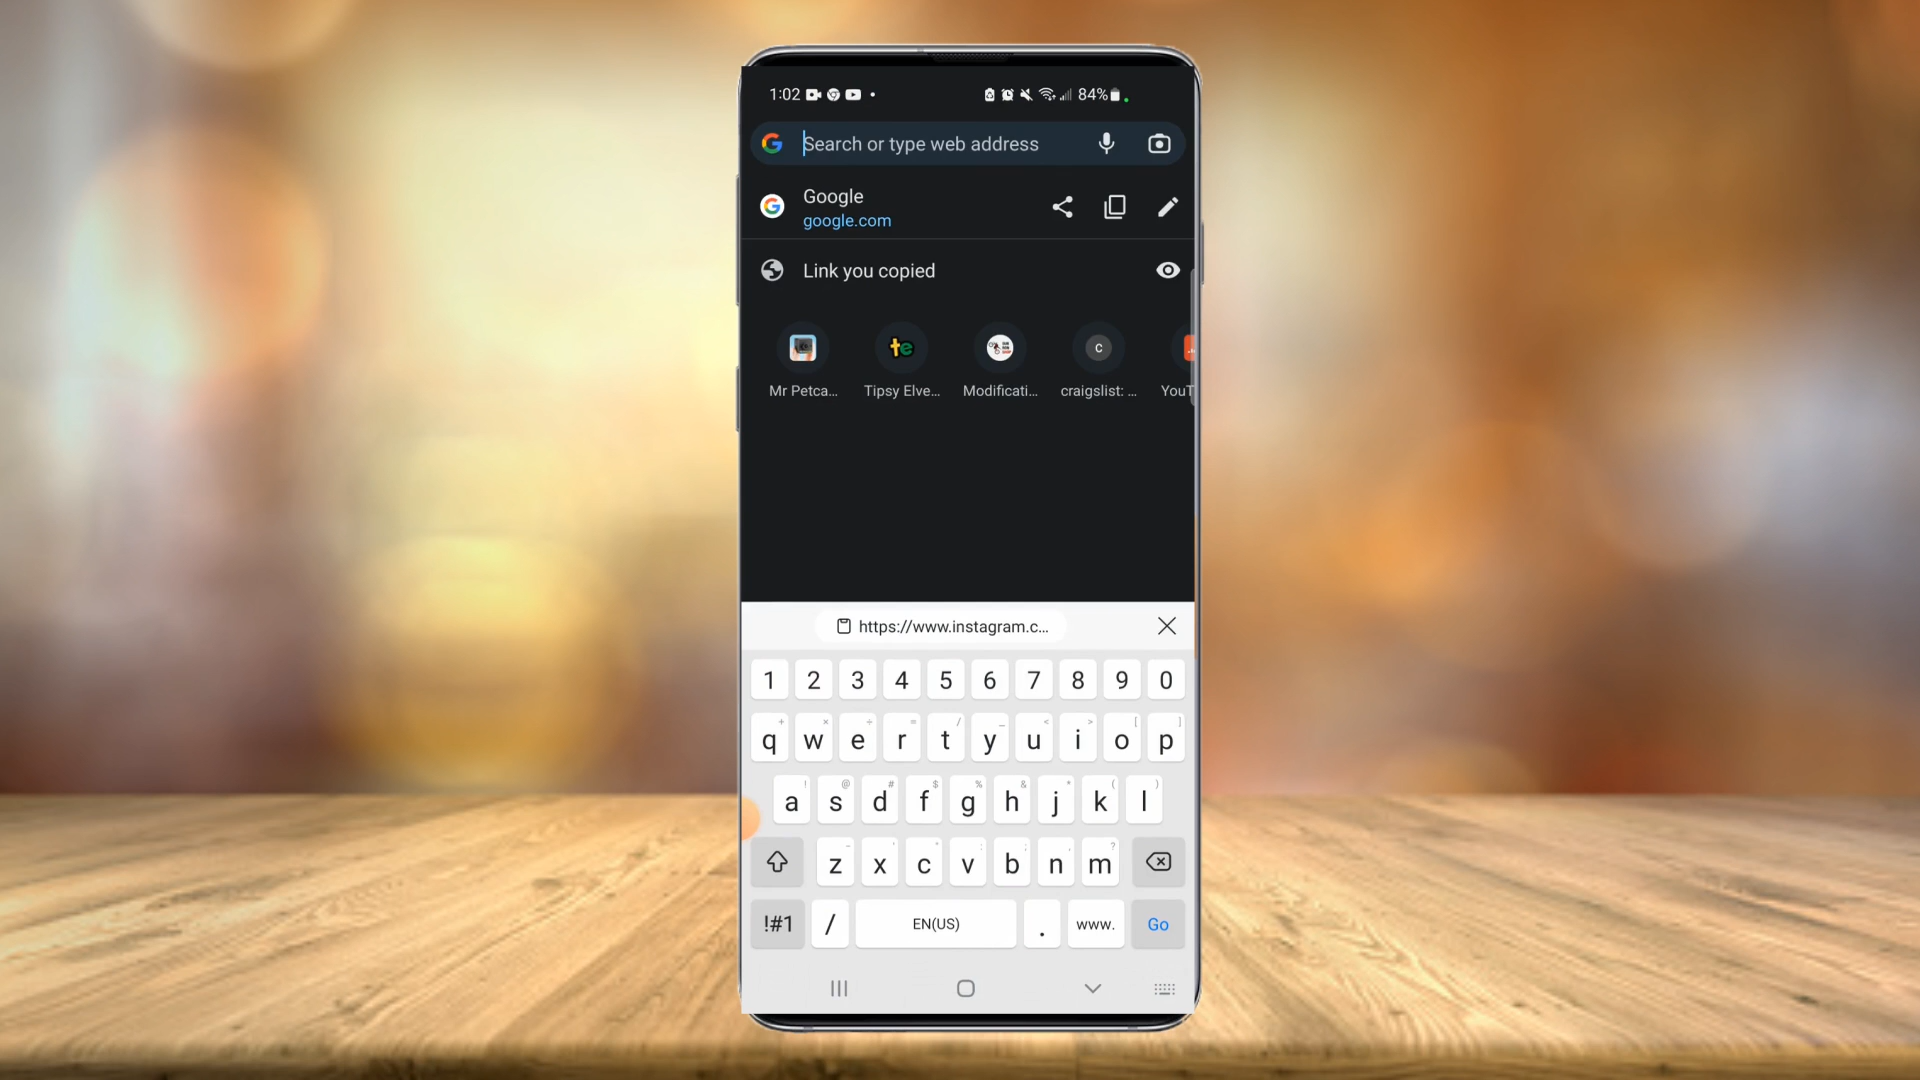 1:02 84%
Search or type web address
Google
google.com
Link you copied
te
C
Mr Petca... Tipsy Elve... Modificati... craigslist: ... YouT
https://www.instagram.c...
1 2 3 4 5 6 7 8 9 0
+ × ÷ = / _ < > [ ]
q w e r t y u i o p
! @ # $ % & * ( )
a s d f g h j k l
- ' " : ; , ?
z x c v b n m
!#1 / EN(US) . www. Go